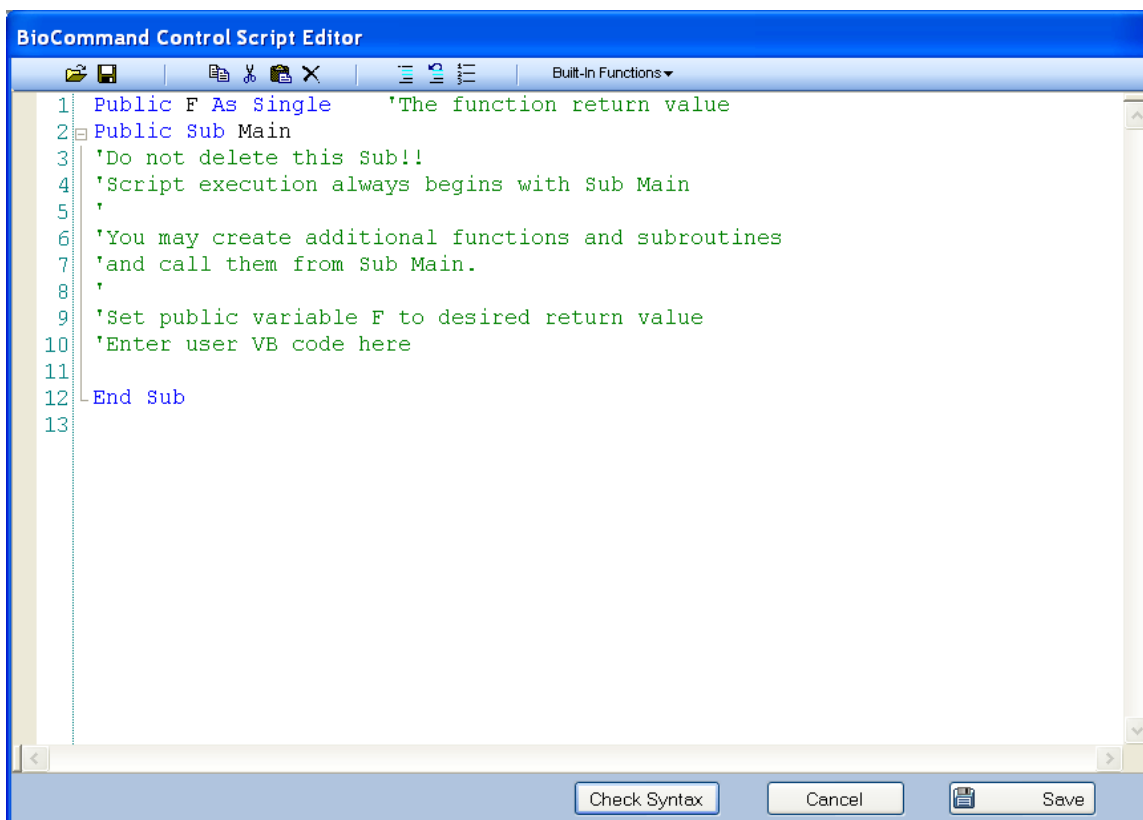 BioCommand Control Script Editor
Built-In Functions
1 Public F As Single 'The function return value
2 Public Sub Main
3 'Do not delete this Sub!!
4 'Script execution always begins with Sub Main
5 '
6 'You may create additional functions and subroutines
7 'and call them from Sub Main.
8 '
9 'Set public variable F to desired return value
10 'Enter user VB code here
11
12 End Sub
13
Check Syntax Cancel Save